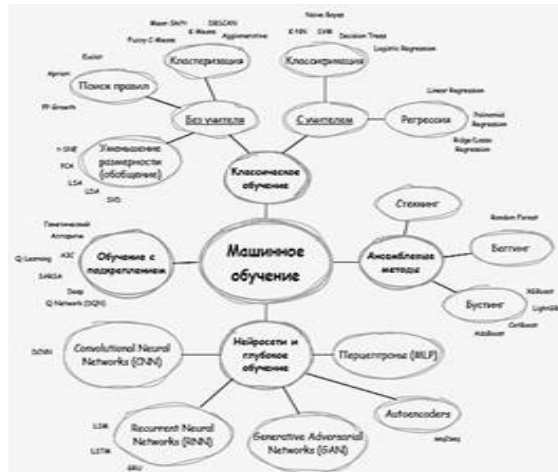 Naive Bayes
Mean-Shift
DBSCAN
K-Means
Fuzzy C-Means
Agglomerative
K-NN
SVM
Decision Trees
Logistic Regression
Euclat
Кластеризация
Классификация
Apriori
Поиск правил
FP-Growth
Без учителя
С учителем
Linear Regression
Регрессия
Polinomial
Regression
Ridge/Lasso
Regression
t-SNE
PCA
LSA
LDA
SVD
Уменьшение
размерности
(обобщение)
Классическое
обучение
Стекинг
Random Forest
Бэггинг
Генетический
Алгоритм
Q-Learning
A3C
SARSA
Deep
Q-Network (DQN)
Обучение с
подкреплением
Машинное
обучение
Ансамблевые
методы
Бустинг
XGBoost
LightGB
CatBoost
AdaBoost
Нейросети и
глубокое
обучение
DCNN
Convolutional Neural
Networks (CNN)
Перцептроны (MLP)
Autoencoders
seq2seq
LSM
LSTM
GRU
Recurrent Neural
Networks (RNN)
Generative Adversarial
Networks (GAN)